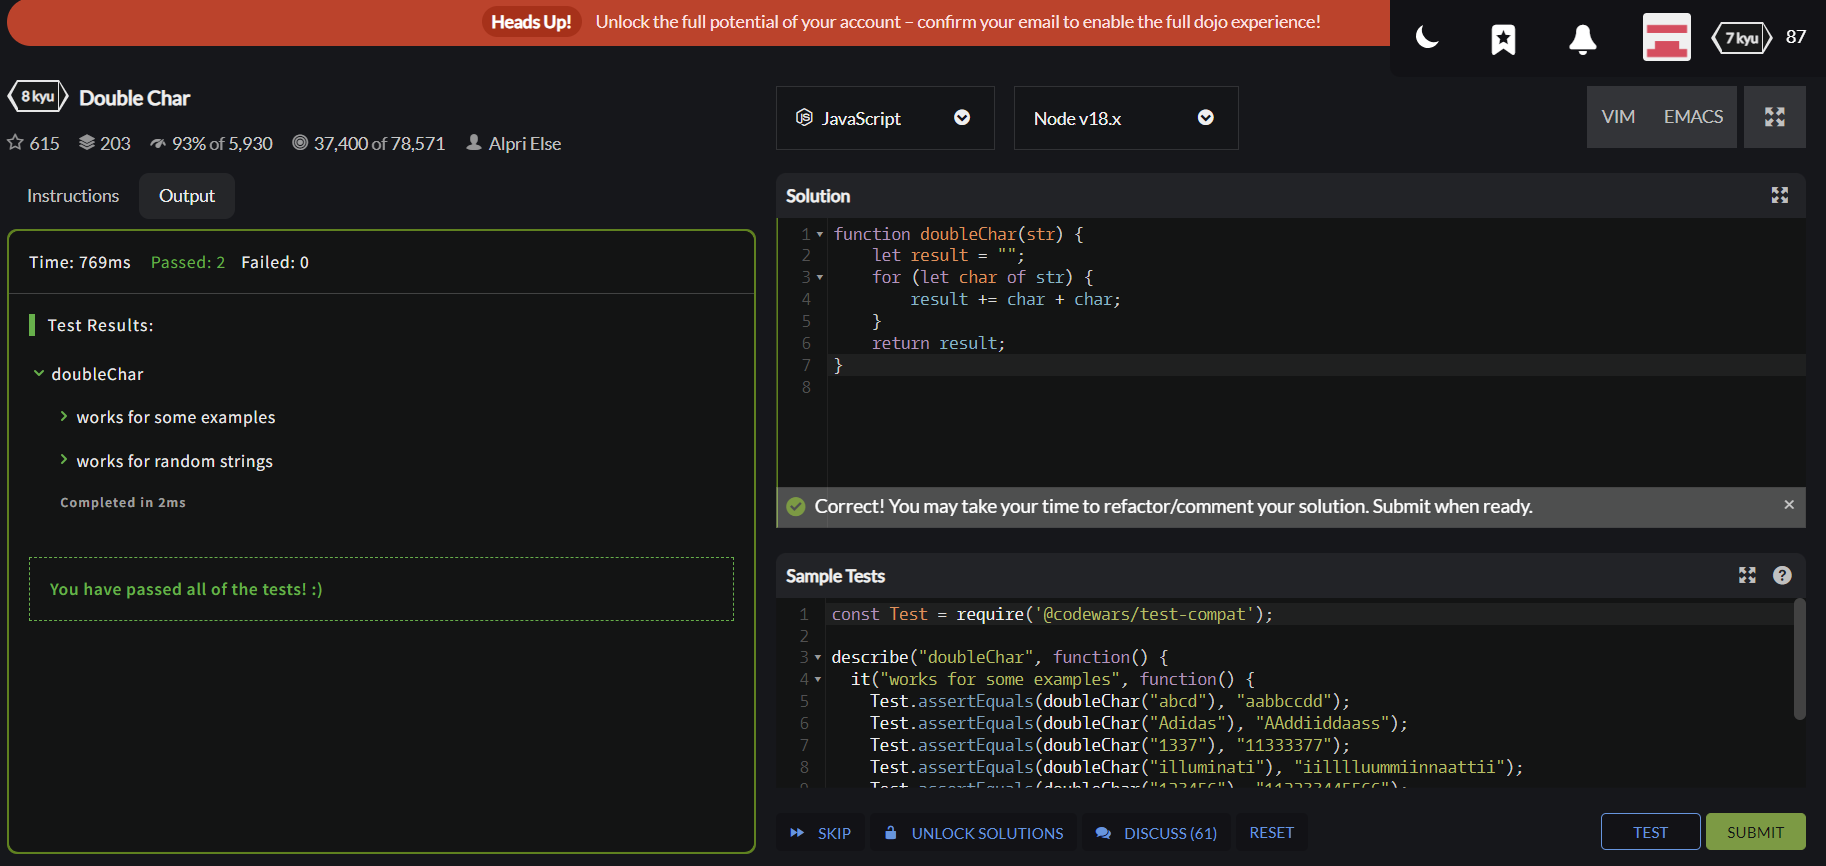 Heads Up! Unlock the full potential of your account – confirm your email to enable the full dojo experience!
7 kyu 87
8 kyu Double Char
615 203 93% of 5,930 37,400 of 78,571 Alpri Else
JavaScript Node v18.x VIM EMACS
Instructions Output
Time: 769ms Passed: 2 Failed: 0
Test Results:
doubleChar
works for some examples
works for random strings
Completed in 2ms
You have passed all of the tests! :)
Solution
1 function doubleChar(str) {
2 let result = "";
3 for (let char of str) {
4 result += char + char;
5 }
6 return result;
7 }
8
Correct! You may take your time to refactor/comment your solution. Submit when ready. ×
Sample Tests
1 const Test = require('@codewars/test-compat');
2
3 describe("doubleChar", function() {
4 it("works for some examples", function() {
5 Test.assertEquals(doubleChar("abcd"), "aabbccdd");
6 Test.assertEquals(doubleChar("Adidas"), "AAddiiddaass");
7 Test.assertEquals(doubleChar("1337"), "11333377");
8 Test.assertEquals(doubleChar("illuminati"), "iilllluummiinnaattii");
9 Test.assertEquals(doubleChar("123456"), "112233445566");
SKIP UNLOCK SOLUTIONS DISCUSS (61) RESET TEST SUBMIT